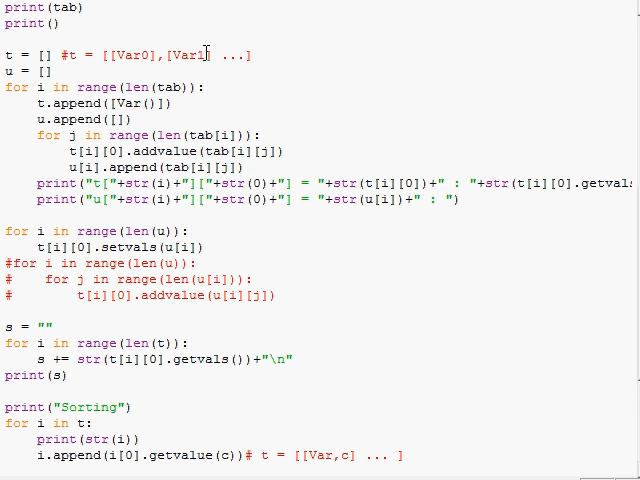 print(tab)
print()

t = [] #t = [[Var0],[Var1] ...]
u = []
for i in range(len(tab)):
    t.append([Var()])
    u.append([])
    for j in range(len(tab[i])):
        t[i][0].addvalue(tab[i][j])
        u[i].append(tab[i][j])
    print("t["+str(i)+"]["+str(0)+"] = "+str(t[i][0])+" : "+str(t[i][0].getvals
    print("u["+str(i)+"]["+str(0)+"] = "+str(u[i])+" : ")

for i in range(len(u)):
    t[i][0].setvals(u[i])
#for i in range(len(u)):
#    for j in range(len(u[i])):
#        t[i][0].addvalue(u[i][j])

s = ""
for i in range(len(t)):
    s += str(t[i][0].getvals())+"\n"
print(s)

print("Sorting")
for i in t:
    print(str(i))
    i.append(i[0].getvalue(c))# t = [[Var,c] ... ]